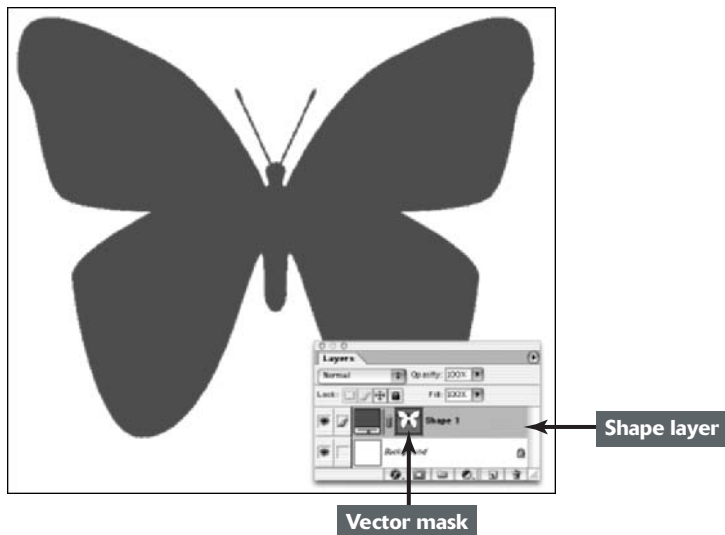 Layers
Normal Opacity: 100%
Lock: Fill: 100%
Shape 1
Shape layer
Background
Vector mask